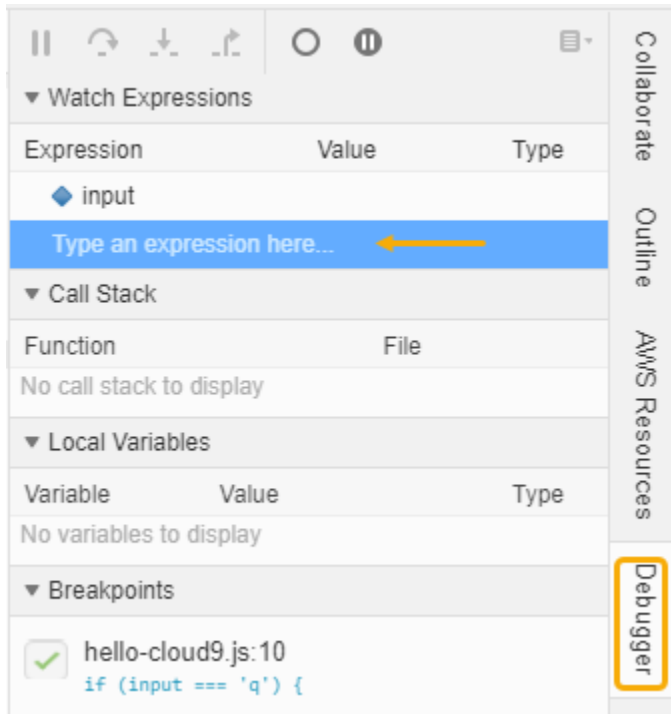 Watch Expressions
Expression Value Type
input
Type an expression here...
Call Stack
Function File
No call stack to display
Local Variables
Variable Value Type
No variables to display
Breakpoints
hello-cloud9.js:10
if (input === 'q') {
Collaborate
Outline
AWS Resources
Debugger